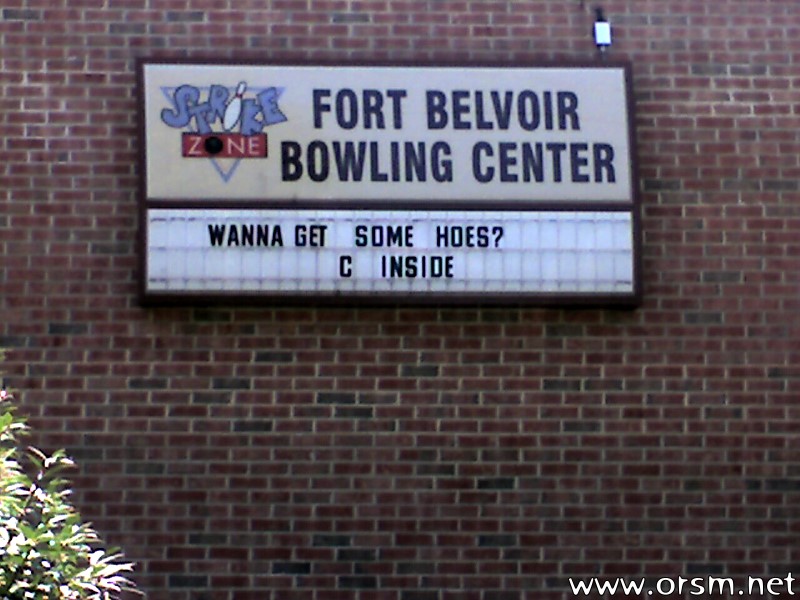 STRIKE
ZONE
FORT BELVOIR
BOWLING CENTER
WANNA GET SOME HOES?
C INSIDE
www.orsm.net